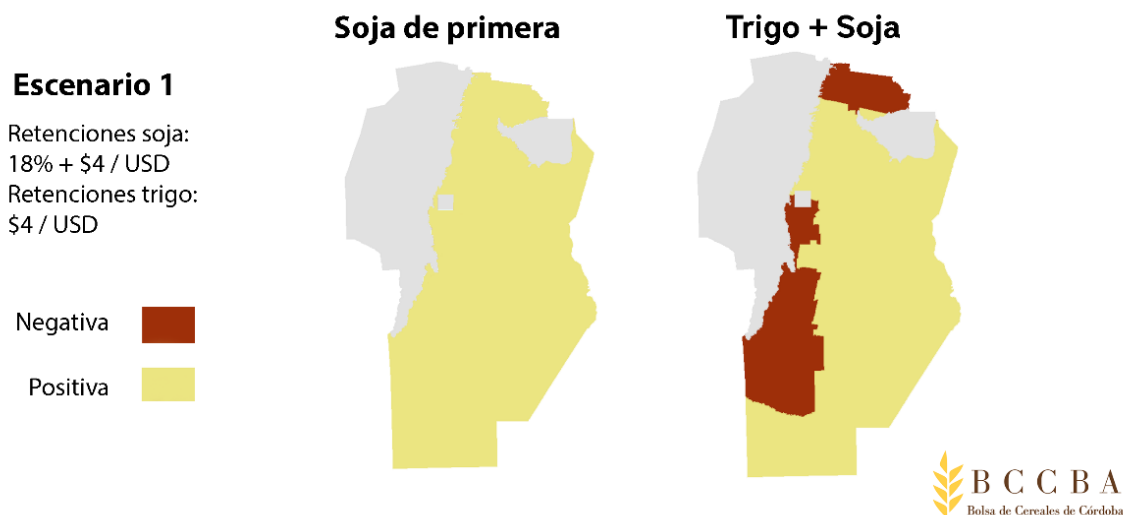 Soja de primera
Trigo + Soja
Escenario 1
Retenciones soja:
18% + $4 / USD
Retenciones trigo:
$4 / USD
Negativa
Positiva
BCCBA
Bolsa de Cereales de Córdoba